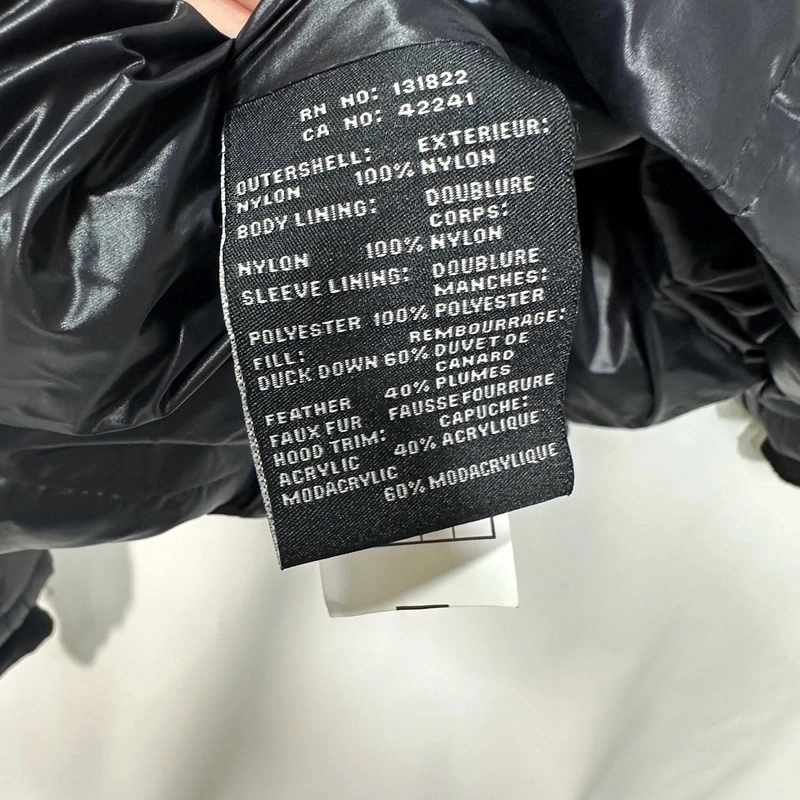 RN NO: 131822
CA NO: 42241
OUTERSHELL: EXTERIEUR:
NYLON 100% NYLON
BODY LINING: DOUBLURE
CORPS:
NYLON 100% NYLON
SLEEVE LINING: DOUBLURE
MANCHES:
POLYESTER 100% POLYESTER
FILL: REMBOURRAGE:
DUCK DOWN 60% DUVET DE
CANARD
FEATHER 40% PLUMES
FAUX FUR FAUSSE FOURRURE
HOOD TRIM: CAPUCHE:
ACRYLIC 40% ACRYLIQUE
MODACRYLIC 60% MODACRYLIQUE